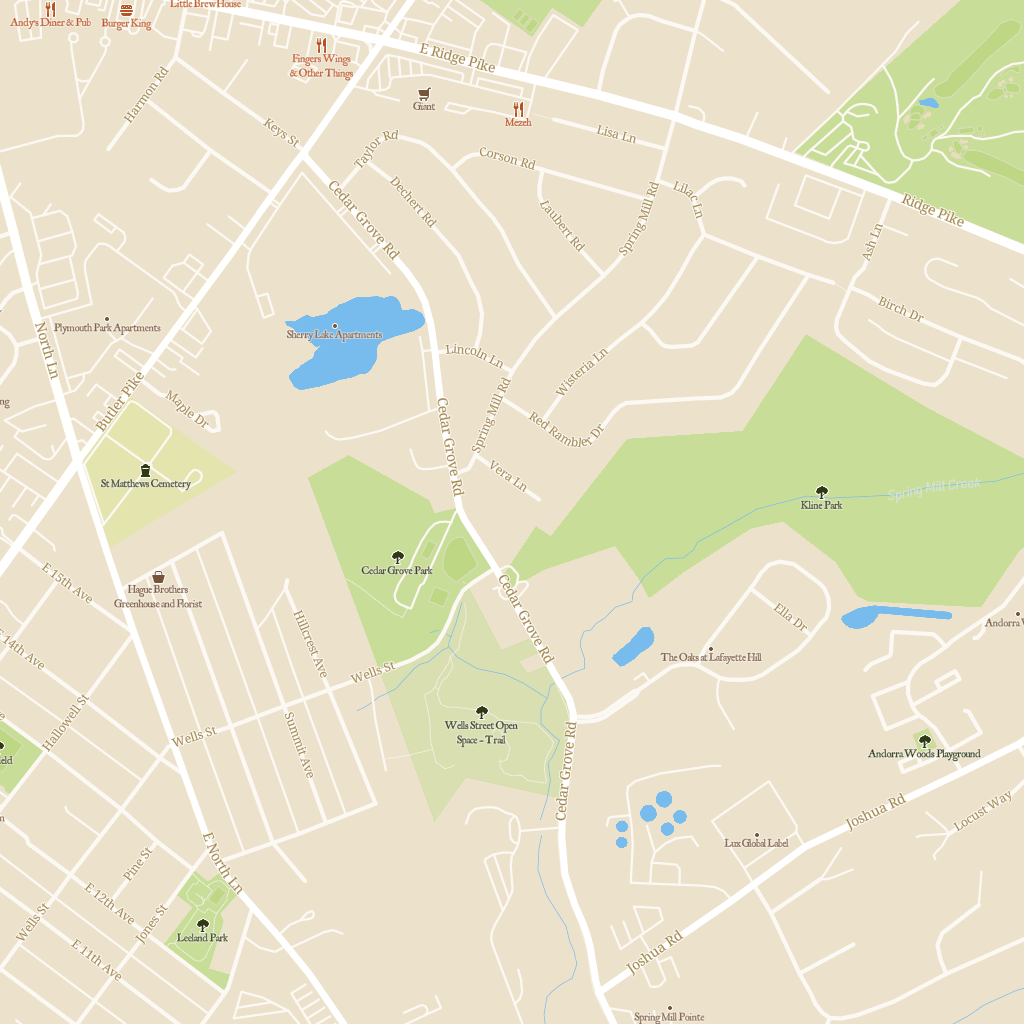 Little Brew House
Andy's Diner & Pub
Burger King
Fingers Wings
& Other Things
E Ridge Pike
Giant
Mezeh
Harmon Rd
Keys St
Taylor Rd
Lisa Ln
Corson Rd
Cedar Grove Rd
Dechert Rd
Laubert Rd
Spring Mill Rd
Lilac Ln
Ridge Pike
Ash Ln
Birch Dr
North Ln
Plymouth Park Apartments
Sherry Lake Apartments
Lincoln Ln
Wisteria Ln
Butler Pike
Maple Dr
Spring Mill Rd
Red Rambler Dr
Cedar Grove Rd
Vera Ln
St Matthews Cemetery
Kline Park
Cedar Grove Park
E 15th Ave
Hague Brothers
Greenhouse and Florist
Hillcrest Ave
Cedar Grove Rd
Ella Dr
E 14th Ave
The Oaks at Lafayette Hill
Wells St
Hallowell St
Wells St
Summit Ave
Wells Street Open
Space - Trail
Cedar Grove Rd
Andorra Woods Playground
Joshua Rd
Locust Way
Lux Global Label
E North Ln
Pine St
E 12th Ave
Wells St
Jones St
Leeland Park
E 11th Ave
Joshua Rd
Spring Mill Pointe